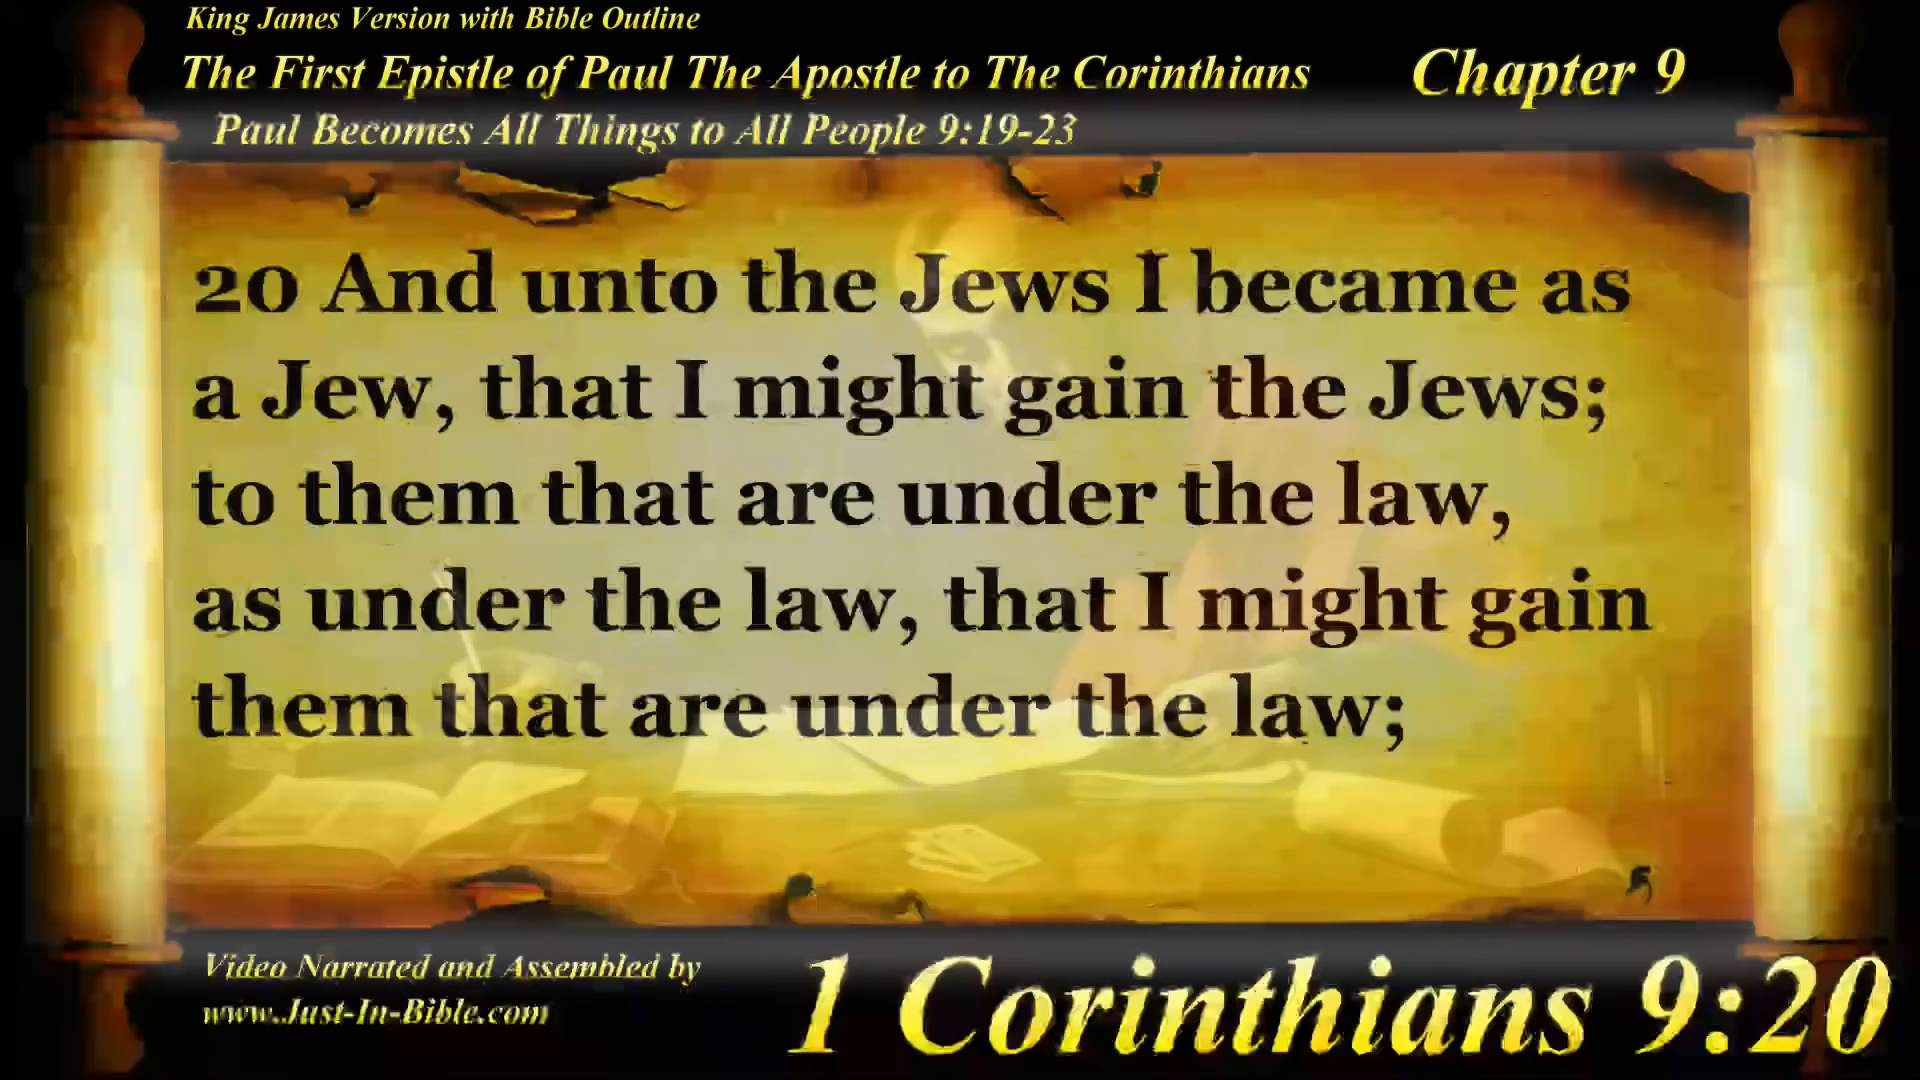 King James Version with Bible Outline
The First Epistle of Paul The Apostle to The Corinthians
Chapter 9
Paul Becomes All Things to All People 9:19-23
20 And unto the Jews I became as
a Jew, that I might gain the Jews;
to them that are under the law,
as under the law, that I might gain
them that are under the law;
Video Narrated and Assembled by
www.Just-In-Bible.com
1 Corinthians 9:20